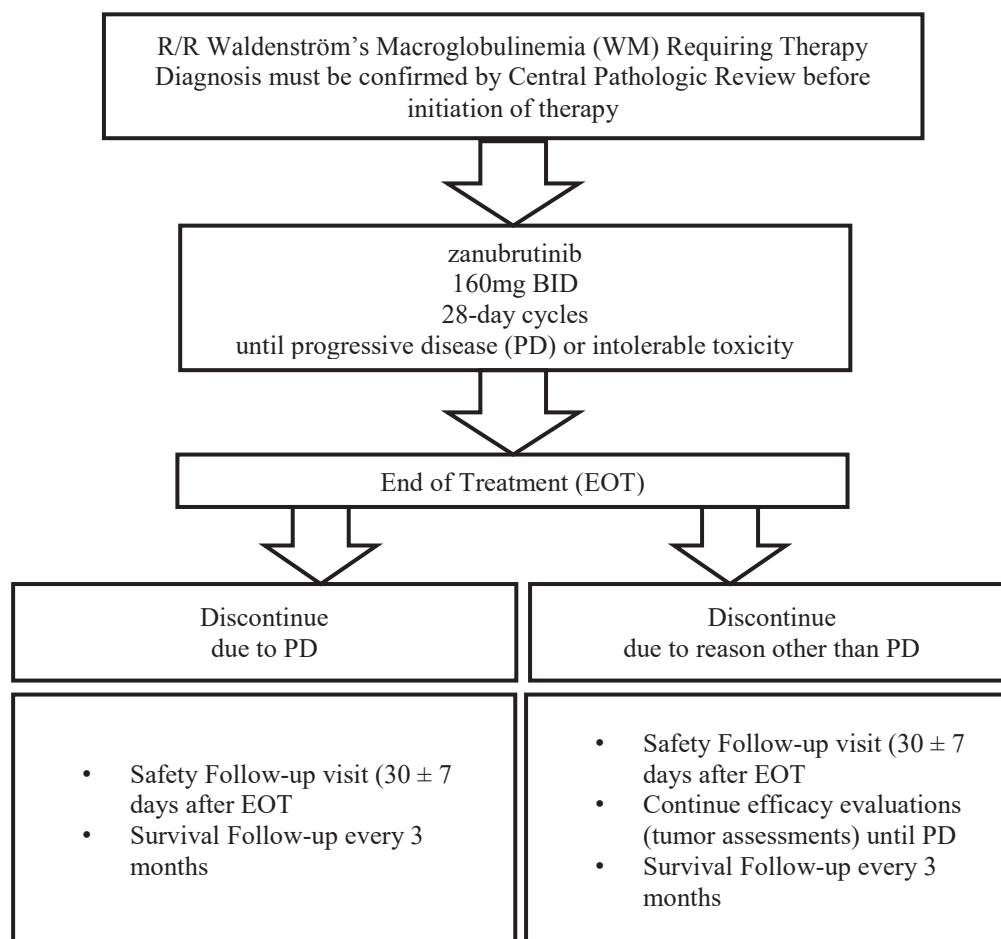 R/R Waldenström's Macroglobulinemia (WM) Requiring Therapy
Diagnosis must be confirmed by Central Pathologic Review before
initiation of therapy
zanubrutinib
160mg BID
28-day cycles
until progressive disease (PD) or intolerable toxicity
End of Treatment (EOT)
Discontinue
due to PD
Discontinue
due to reason other than PD
• Safety Follow-up visit (30 ± 7
days after EOT
• Survival Follow-up every 3
months
• Safety Follow-up visit (30 ± 7
days after EOT
• Continue efficacy evaluations
(tumor assessments) until PD
• Survival Follow-up every 3
months